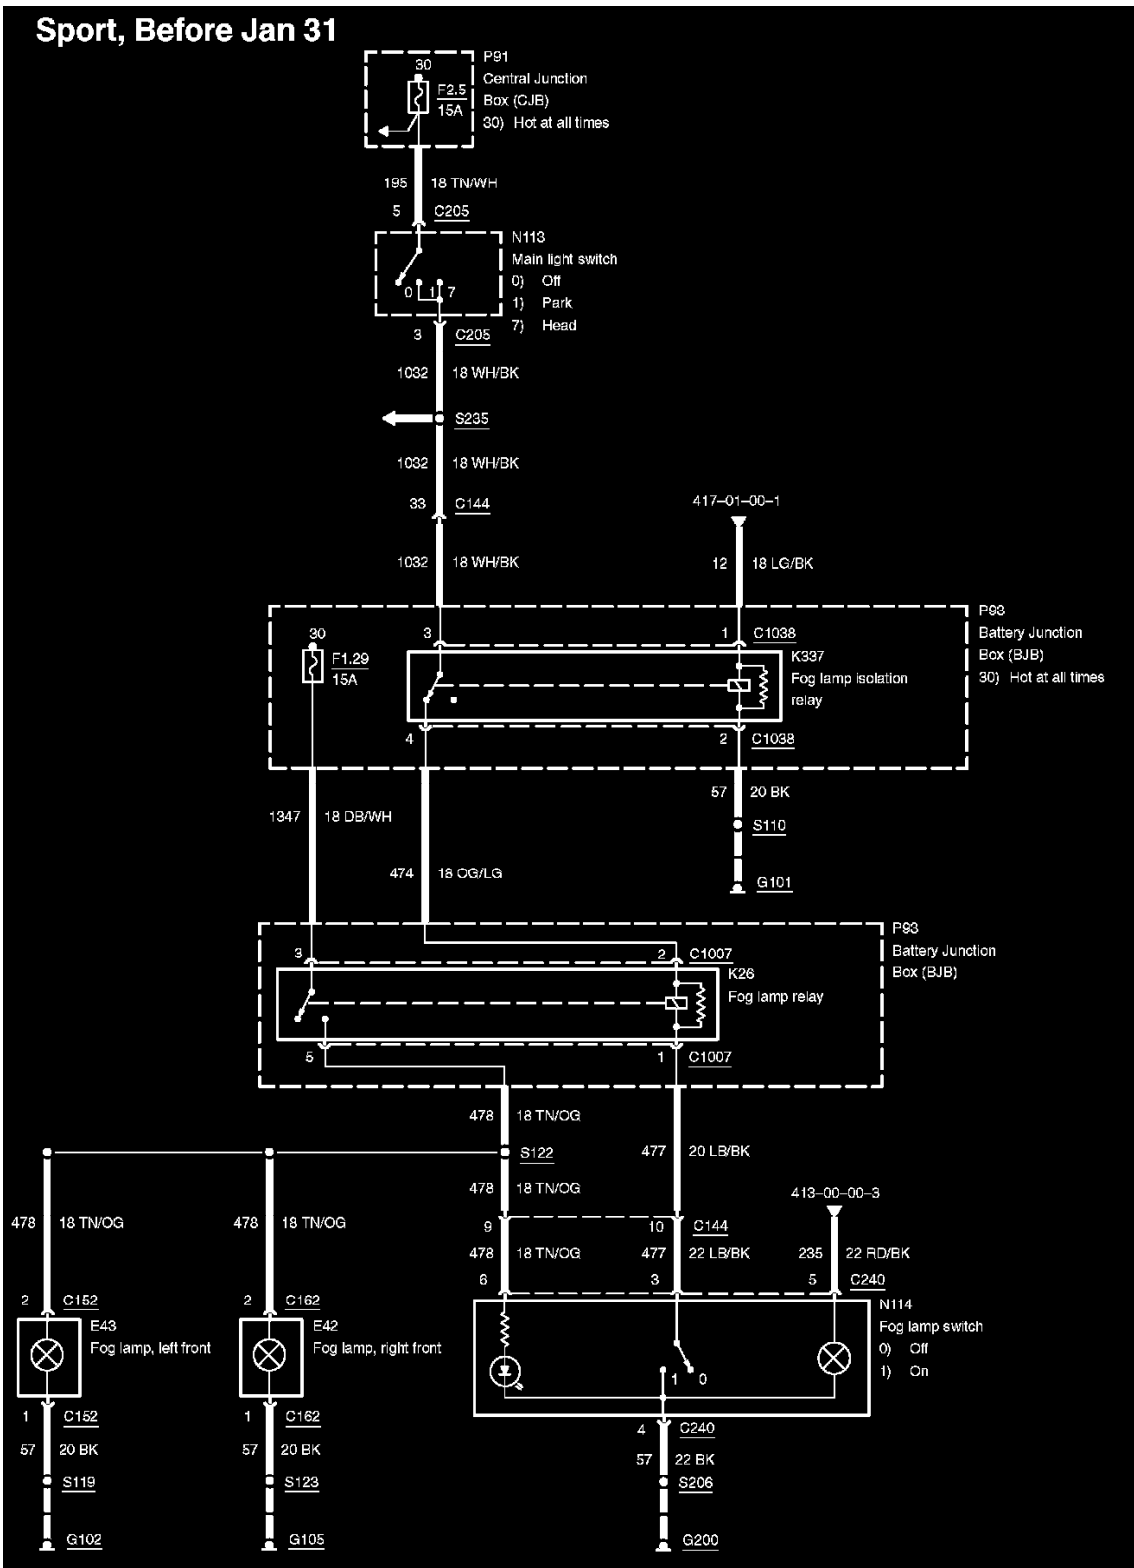 Sport, Before Jan 31
P91
Central Junction
Box (CJB)
30) Hot at all times
30
F2.5
15A
195 18 TN/WH
5 C205
N113
Main light switch
0) Off
1) Park
7) Head
0 1 7
3 C205
1032 18 WH/BK
S235
1032 18 WH/BK
33 C144
417-01-00-1
1032 18 WH/BK
12 18 LG/BK
P93
Battery Junction
Box (BJB)
30) Hot at all times
30
F1.29
15A
3
1 C1038
K337
Fog lamp isolation
relay
4
2 C1038
57 20 BK
1347 18 DB/WH
S110
474 18 OG/LG
G101
P93
Battery Junction
Box (BJB)
3
2 C1007
K26
Fog lamp relay
5
1 C1007
478 18 TN/OG
S122
477 20 LB/BK
478 18 TN/OG
413-00-00-3
478 18 TN/OG
478 18 TN/OG
9
10 C144
478 18 TN/OG
477 22 LB/BK
235 22 RD/BK
6
3
5 C240
2 C152
2 C162
N114
Fog lamp switch
0) Off
1) On
E43
Fog lamp, left front
E42
Fog lamp, right front
1 0
1 C152
1 C162
4 C240
57 20 BK
57 20 BK
57 22 BK
S119
S123
S206
G102
G105
G200